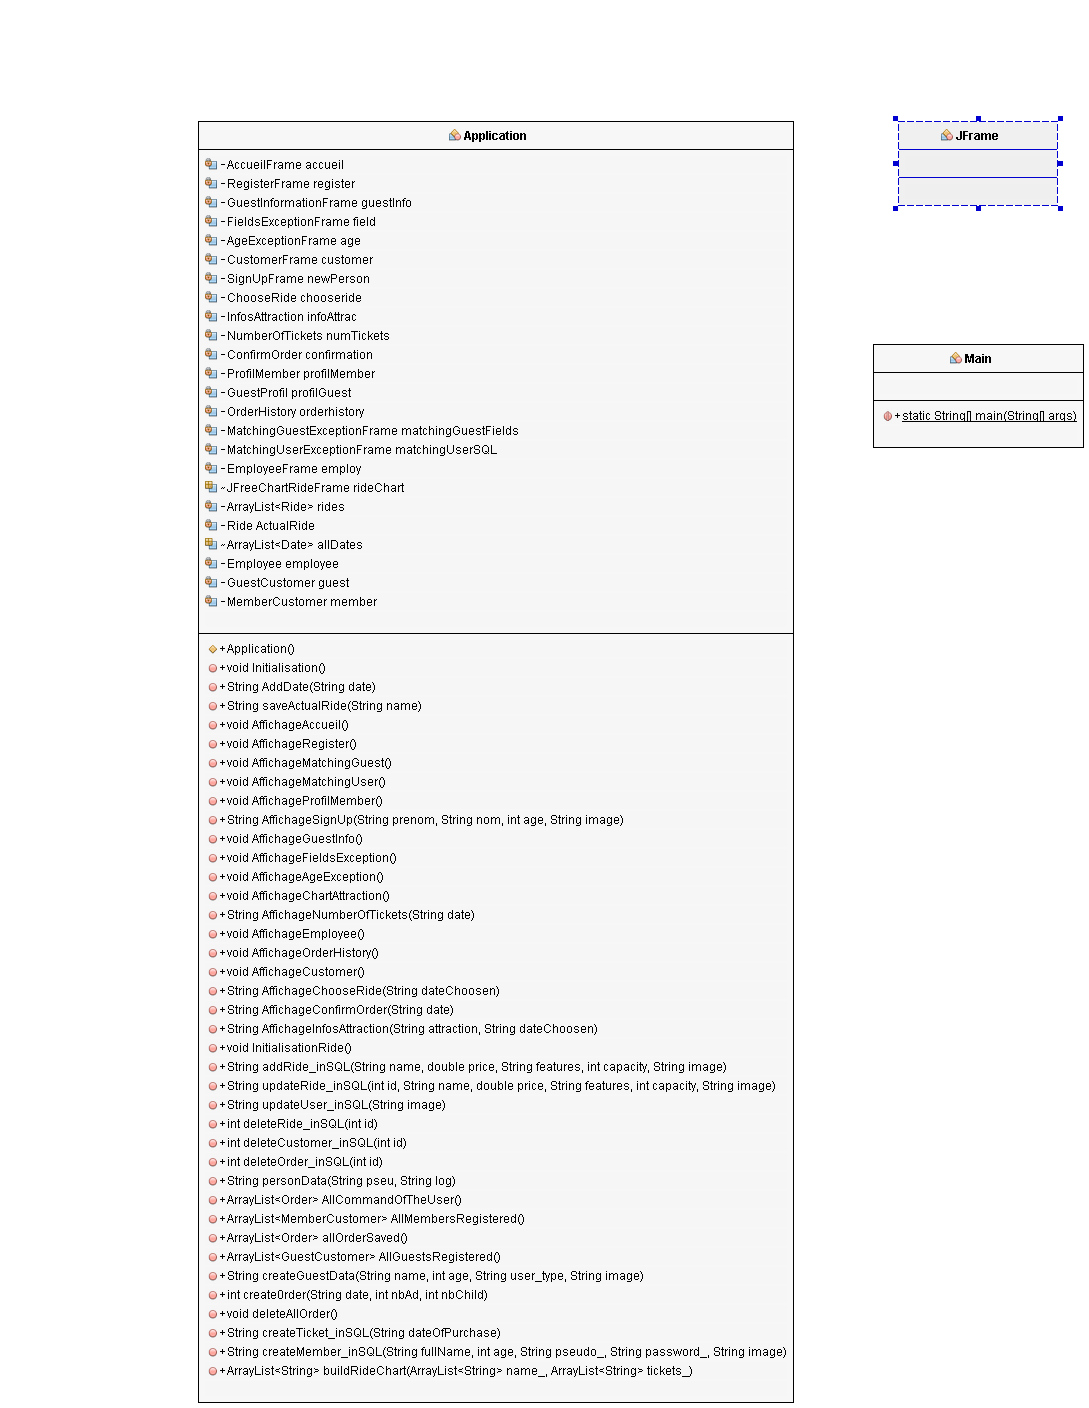 Application
-AccueilFrame accueil
-RegisterFrame register
-GuestInformationFrame guestInfo
-FieldsExceptionFrame field
-AgeExceptionFrame age
-CustomerFrame customer
-SignUpFrame newPerson
-ChooseRide chooseride
-InfosAttraction infoAttrac
-NumberOfTickets numTickets
-ConfirmOrder confirmation
-ProfilMember profilMember
-GuestProfil profilGuest
-OrderHistory orderhistory
-MatchingGuestExceptionFrame matchingGuestFields
-MatchingUserExceptionFrame matchingUserSQL
-EmployeeFrame employ
~JFreeChartRideFrame rideChart
-ArrayList<Ride> rides
-Ride ActualRide
~ArrayList<Date> allDates
-Employee employee
-GuestCustomer guest
-MemberCustomer member
+Application()
+void Initialisation()
+String AddDate(String date)
+String saveActualRide(String name)
+void AffichageAccueil()
+void AffichageRegister()
+void AffichageMatchingGuest()
+void AffichageMatchingUser()
+void AffichageProfilMember()
+String AffichageSignUp(String prenom, String nom, int age, String image)
+void AffichageGuestInfo()
+void AffichageFieldsException()
+void AffichageAgeException()
+void AffichageChartAttraction()
+String AffichageNumberOfTickets(String date)
+void AffichageEmployee()
+void AffichageOrderHistory()
+void AffichageCustomer()
+String AffichageChooseRide(String dateChoosen)
+String AffichageConfirmOrder(String date)
+String AffichageInfosAttraction(String attraction, String dateChoosen)
+void InitialisationRide()
+String addRide_inSQL(String name, double price, String features, int capacity, String image)
+String updateRide_inSQL(int id, String name, double price, String features, int capacity, String image)
+String updateUser_inSQL(String image)
+int deleteRide_inSQL(int id)
+int deleteCustomer_inSQL(int id)
+int deleteOrder_inSQL(int id)
+String personData(String pseu, String log)
+ArrayList<Order> AllCommandOfTheUser()
+ArrayList<MemberCustomer> AllMembersRegistered()
+ArrayList<Order> allOrderSaved()
+ArrayList<GuestCustomer> AllGuestsRegistered()
+String createGuestData(String name, int age, String user_type, String image)
+int create0rder(String date, int nbAd, int nbChild)
+void deleteAllOrder()
+String createTicket_inSQL(String dateOfPurchase)
+String createMember_inSQL(String fullName, int age, String pseudo_, String password_, String image)
+ArrayList<String> buildRideChart(ArrayList<String> name_, ArrayList<String> tickets_)
JFrame
Main
+static String[] main(String[] args)